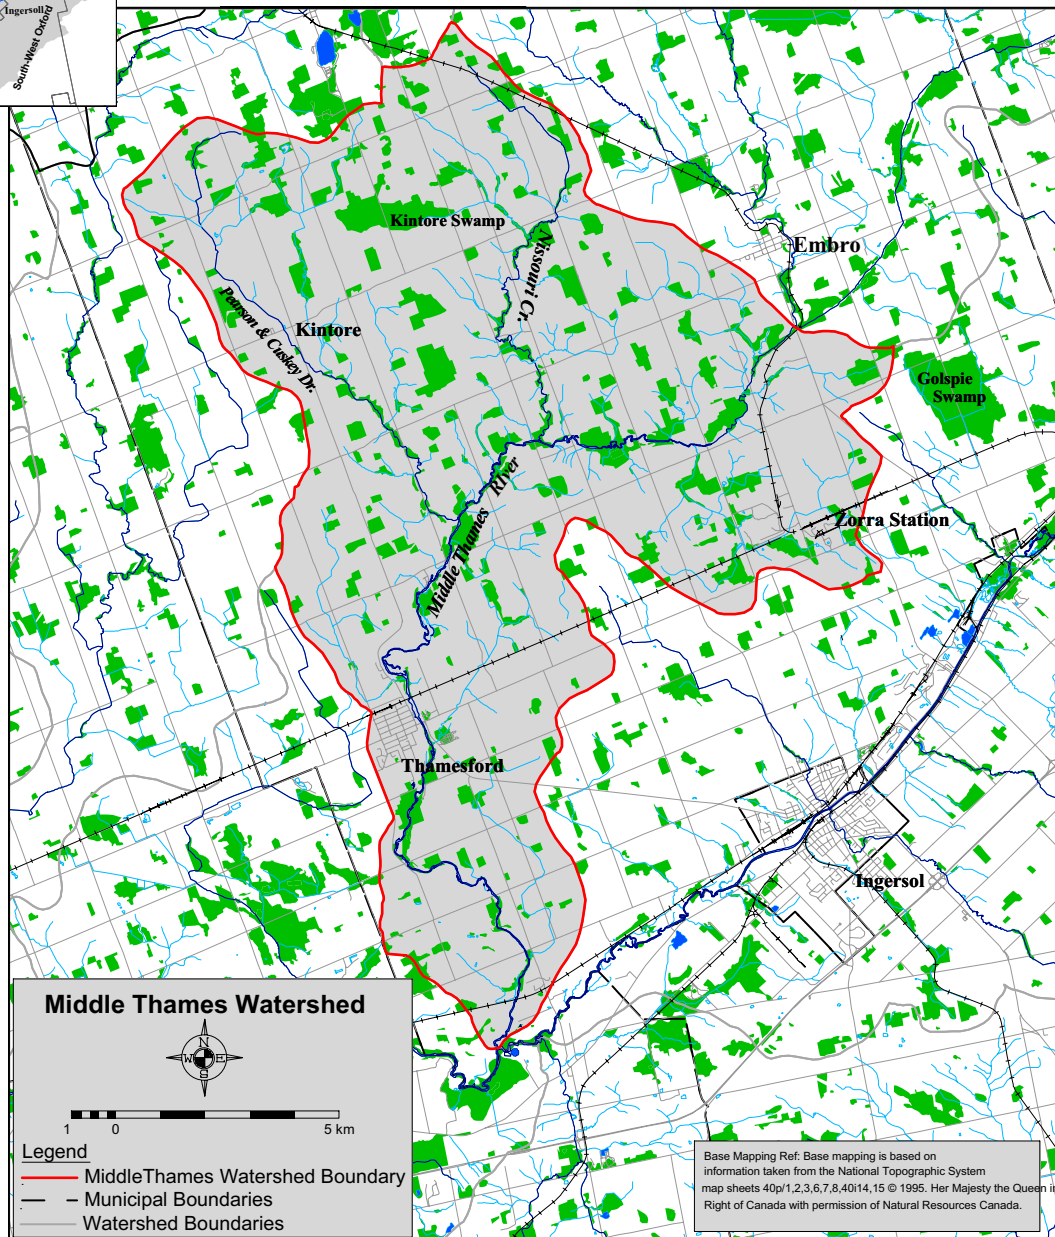 Ingersoll
South-West Oxford
Kintore Swamp
Nissouri Cr.
Embro
Pearson & Cuskey Dr.
Kintore
Golspie
Swamp
Middle Thames RIver
Zorra Station
Thamesford
Ingersol
Middle Thames Watershed
N
W E
S
1 0 5 km
Legend
MiddleThames Watershed Boundary
Municipal Boundaries
Watershed Boundaries
Base Mapping Ref: Base mapping is based on
information taken from the National Topographic System
map sheets 40p/1,2,3,6,7,8,40i14,15 © 1995. Her Majesty the Queen in
Right of Canada with permission of Natural Resources Canada.